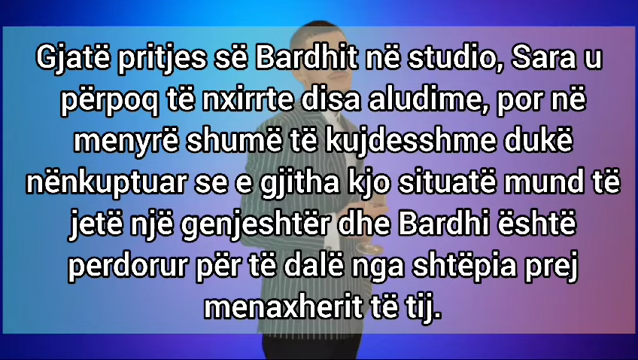 Gjatë pritjes së Bardhit në studio, Sara u
përpoq të nxirrte disa aludime, por në
menyrë shumë të kujdesshme dukë
nënkuptuar se e gjitha kjo situatë mund të
jetë një genjeshtër dhe Bardhi është
perdorur për të dalë nga shtëpia prej
menaxherit të tij.